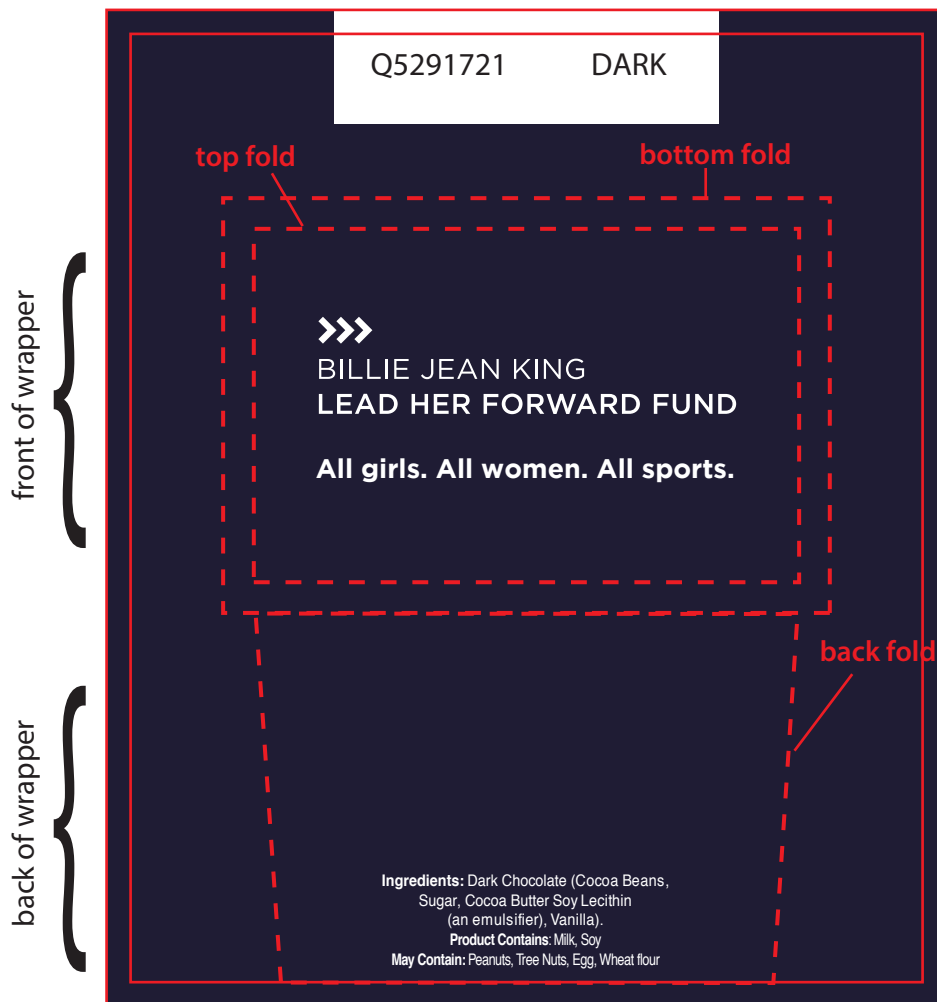 Q5291721 DARK
top fold
bottom fold
front of wrapper
BILLIE JEAN KING
LEAD HER FORWARD FUND
All girls. All women. All sports.
back fold
back of wrapper
Ingredients: Dark Chocolate (Cocoa Beans,
Sugar, Cocoa Butter Soy Lecithin
(an emulsifier), Vanilla).
Product Contains: Milk, Soy
May Contain: Peanuts, Tree Nuts, Egg, Wheat flour